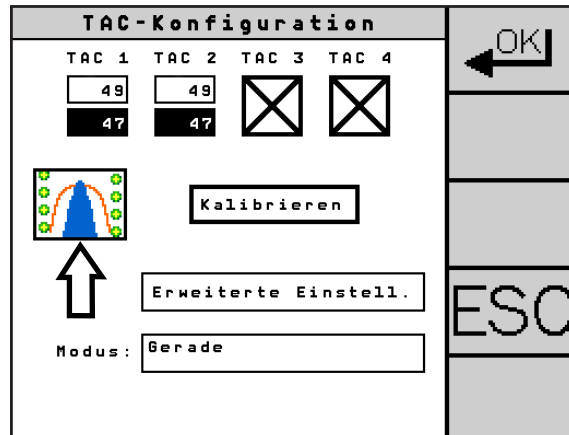 TAC-Konfiguration
TAC 1 TAC 2 TAC 3 TAC 4
49 49
47 47
Kalibrieren
Erweiterte Einstell.
Modus: Gerade
OK
ESC